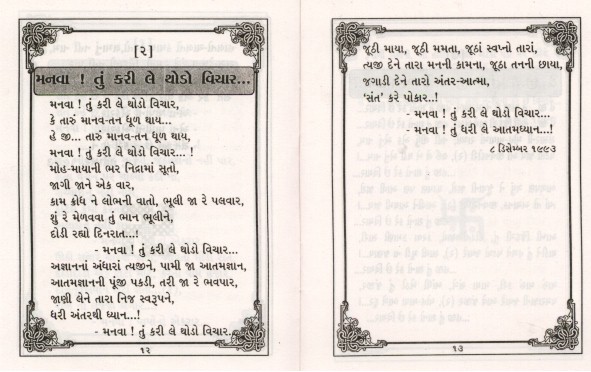 [૨]
મનવા ! તું કરી લે થોડો વિચાર...
મનવા ! તું કરી લે થોડો વિચાર,
કે તારું માનવ-તન ધૂળ થાય...
હે જી... તારું માનવ-તન ધૂળ થાય,
મનવા ! તું કરી લે થોડો વિચાર... !
મોહ-માયાની ભર નિદ્રામાં સૂતો,
જાગી જાને એક વાર,
કામ ક્રોધ ને લોભની વાતો, ભૂલી જા રે પલવાર,
શું રે મેળવવા તું ભાન ભૂલીને,
દોડી રહ્યો દિનરાત...!
- મનવા ! તું કરી લે થોડો વિચાર...
અજ્ઞાનનાં અંધારાં ત્યજીને, પામી જા આતમજ્ઞાન,
આતમજ્ઞાનની પૂંજી પકડી, તરી જા રે ભવપાર,
જાણી લેને તારા નિજ સ્વરૂપને,
ધરી અંતરથી ધ્યાન...!
- મનવા ! તું કરી લે થોડો વિચાર...
૧૨
જૂઠી માયા, જૂઠી મમતા, જૂઠાં સ્વપ્નો તારાં,
ત્યજી દેને તારા મનની કામના, જૂઠા તનની છાયા,
જગાડી દેને તારો અંતર-આત્મા,
‘સંત’ કરે પોકાર..!
- મનવા ! તું કરી લે થોડો વિચાર...
- મનવા ! તું ધરી લે આતમધ્યાન...!
૮ ડિસેમ્બર ૧૯૯૩
૧૩